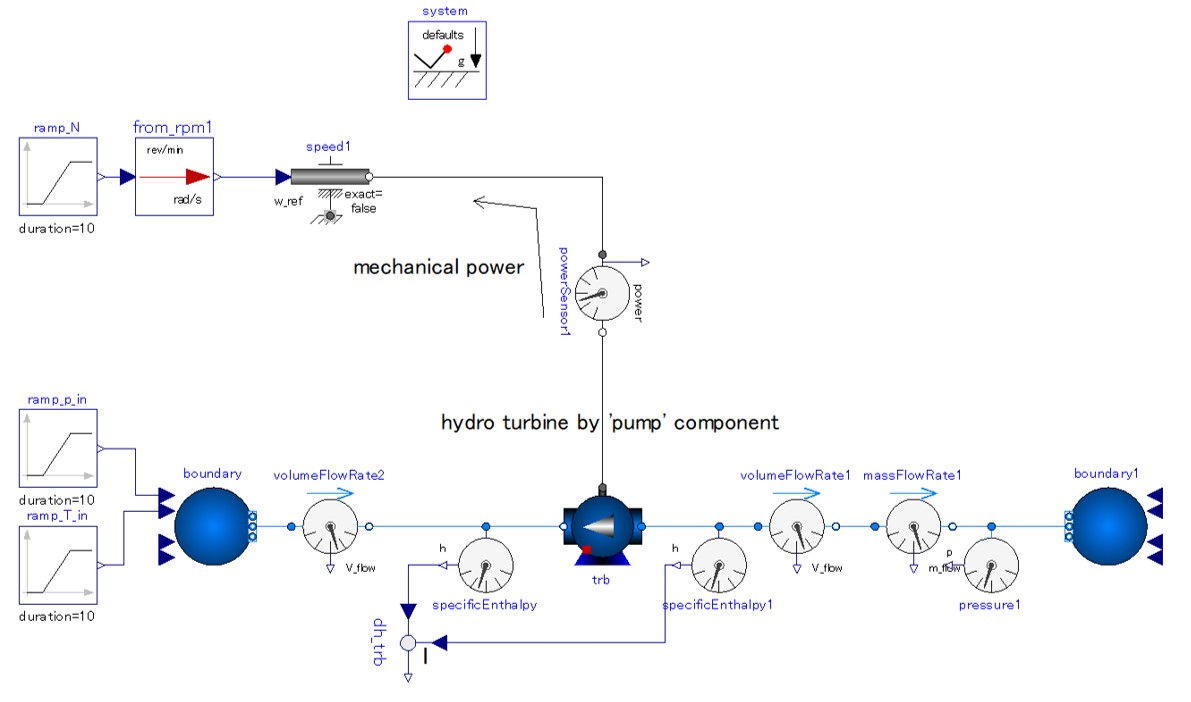 system
defaults
g
ramp_N
duration=10
from_rpm1
rev/min
rad/s
speed1
w_ref
exact=
false
mechanical power
powerSensor1
power
hydro turbine by 'pump' component
ramp_p_in
duration=10
ramp_T_in
duration=10
boundary
volumeFlowRate2
V_flow
h
specificEnthalpy
trb
h
specificEnthalpy1
volumeFlowRate1
V_flow
massFlowRate1
m_flow
p
pressure1
boundary1
dh_trb